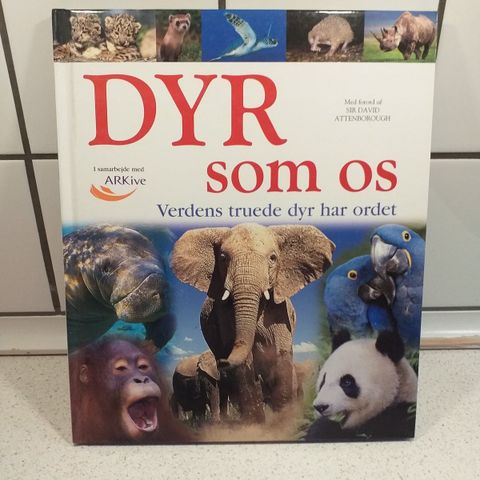 DYR
Med forord af
SIR DAVID
ATTENBOROUGH
I samarbejde med
ARKive
som os
Verdens truede dyr har ordet